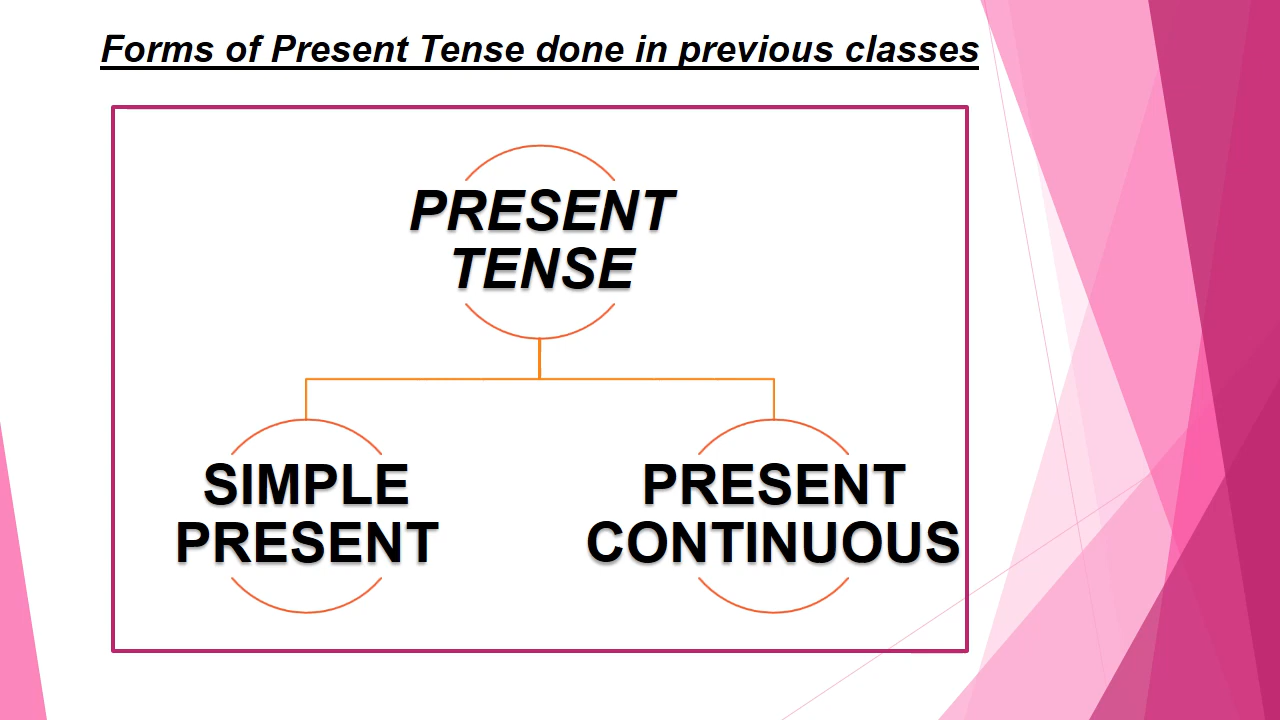 Forms of Present Tense done in previous classes
PRESENT
TENSE
SIMPLE
PRESENT
PRESENT
CONTINUOUS